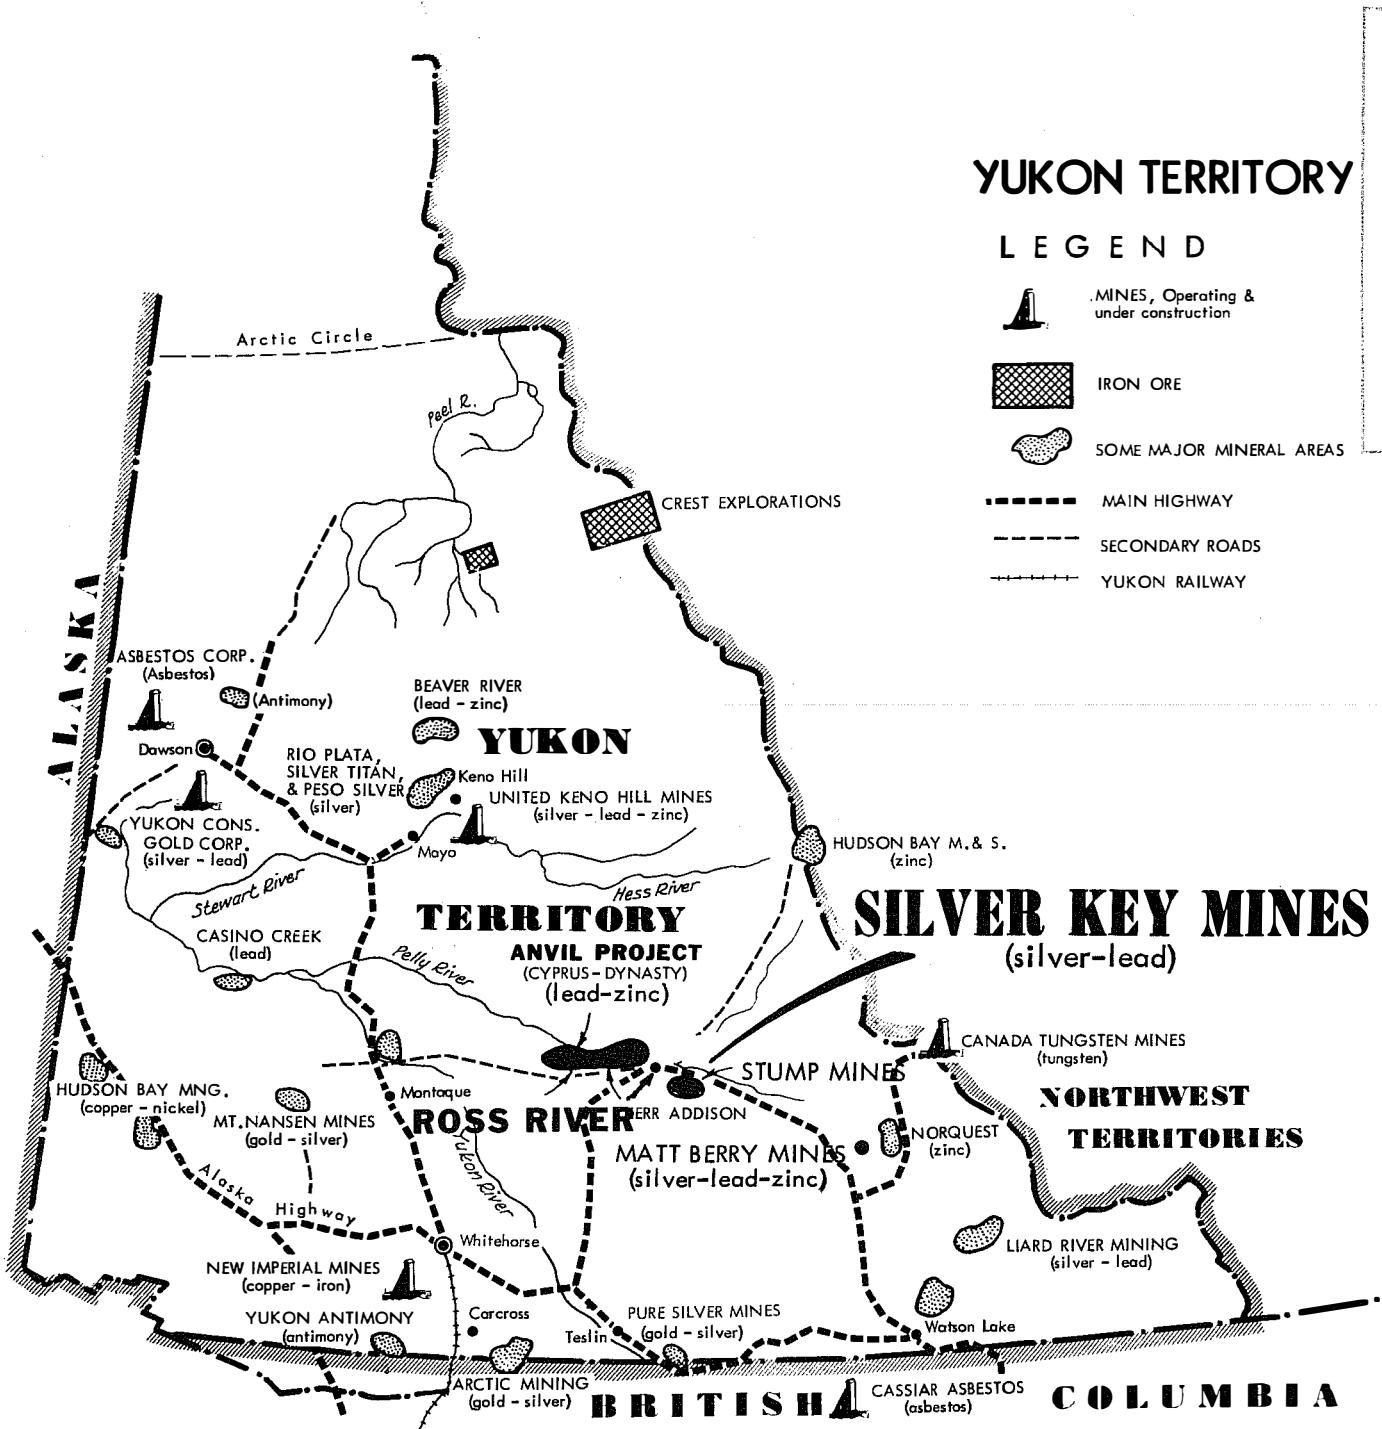 YUKON TERRITORY
LEGEND
MINES, Operating &
under construction
IRON ORE
SOME MAJOR MINERAL AREAS
MAIN HIGHWAY
SECONDARY ROADS
YUKON RAILWAY
Arctic Circle
Peel R.
CREST EXPLORATIONS
ALASKA
ASBESTOS CORP.
(Asbestos)
(Antimony)
BEAVER RIVER
(lead - zinc)
YUKON
Dawson
RIO PLATA,
SILVER TITAN,
& PESO SILVER
(silver)
Keno Hill
UNITED KENO HILL MINES
(silver - lead - zinc)
YUKON CONS.
GOLD CORP.
(silver - lead)
Mayo
HUDSON BAY M. & S.
(zinc)
Stewart River
Hess River
SILVER KEY MINES
(silver-lead)
TERRITORY
CASINO CREEK
(lead)
Pelly River
ANVIL PROJECT
(CYPRUS-DYNASTY)
(lead-zinc)
CANADA TUNGSTEN MINES
(tungsten)
STUMP MINES
HUDSON BAY MNG.
(copper - nickel)
Montague
NORTHWEST
TERRITORIES
MT. NANSEN MINES
(gold - silver)
ROSS RIVER
ERR ADDISON
NORQUEST
(zinc)
MATT BERRY MINES
(silver-lead-zinc)
Yukon River
Alaska
Highway
Whitehorse
LIARD RIVER MINING
(silver - lead)
NEW IMPERIAL MINES
(copper - iron)
YUKON ANTIMONY
(antimony)
Carcross
Teslin
PURE SILVER MINES
(gold - silver)
Watson Lake
ARCTIC MINING
(gold - silver)
BRITISH
CASSIAR ASBESTOS
(asbestos)
COLUMBIA